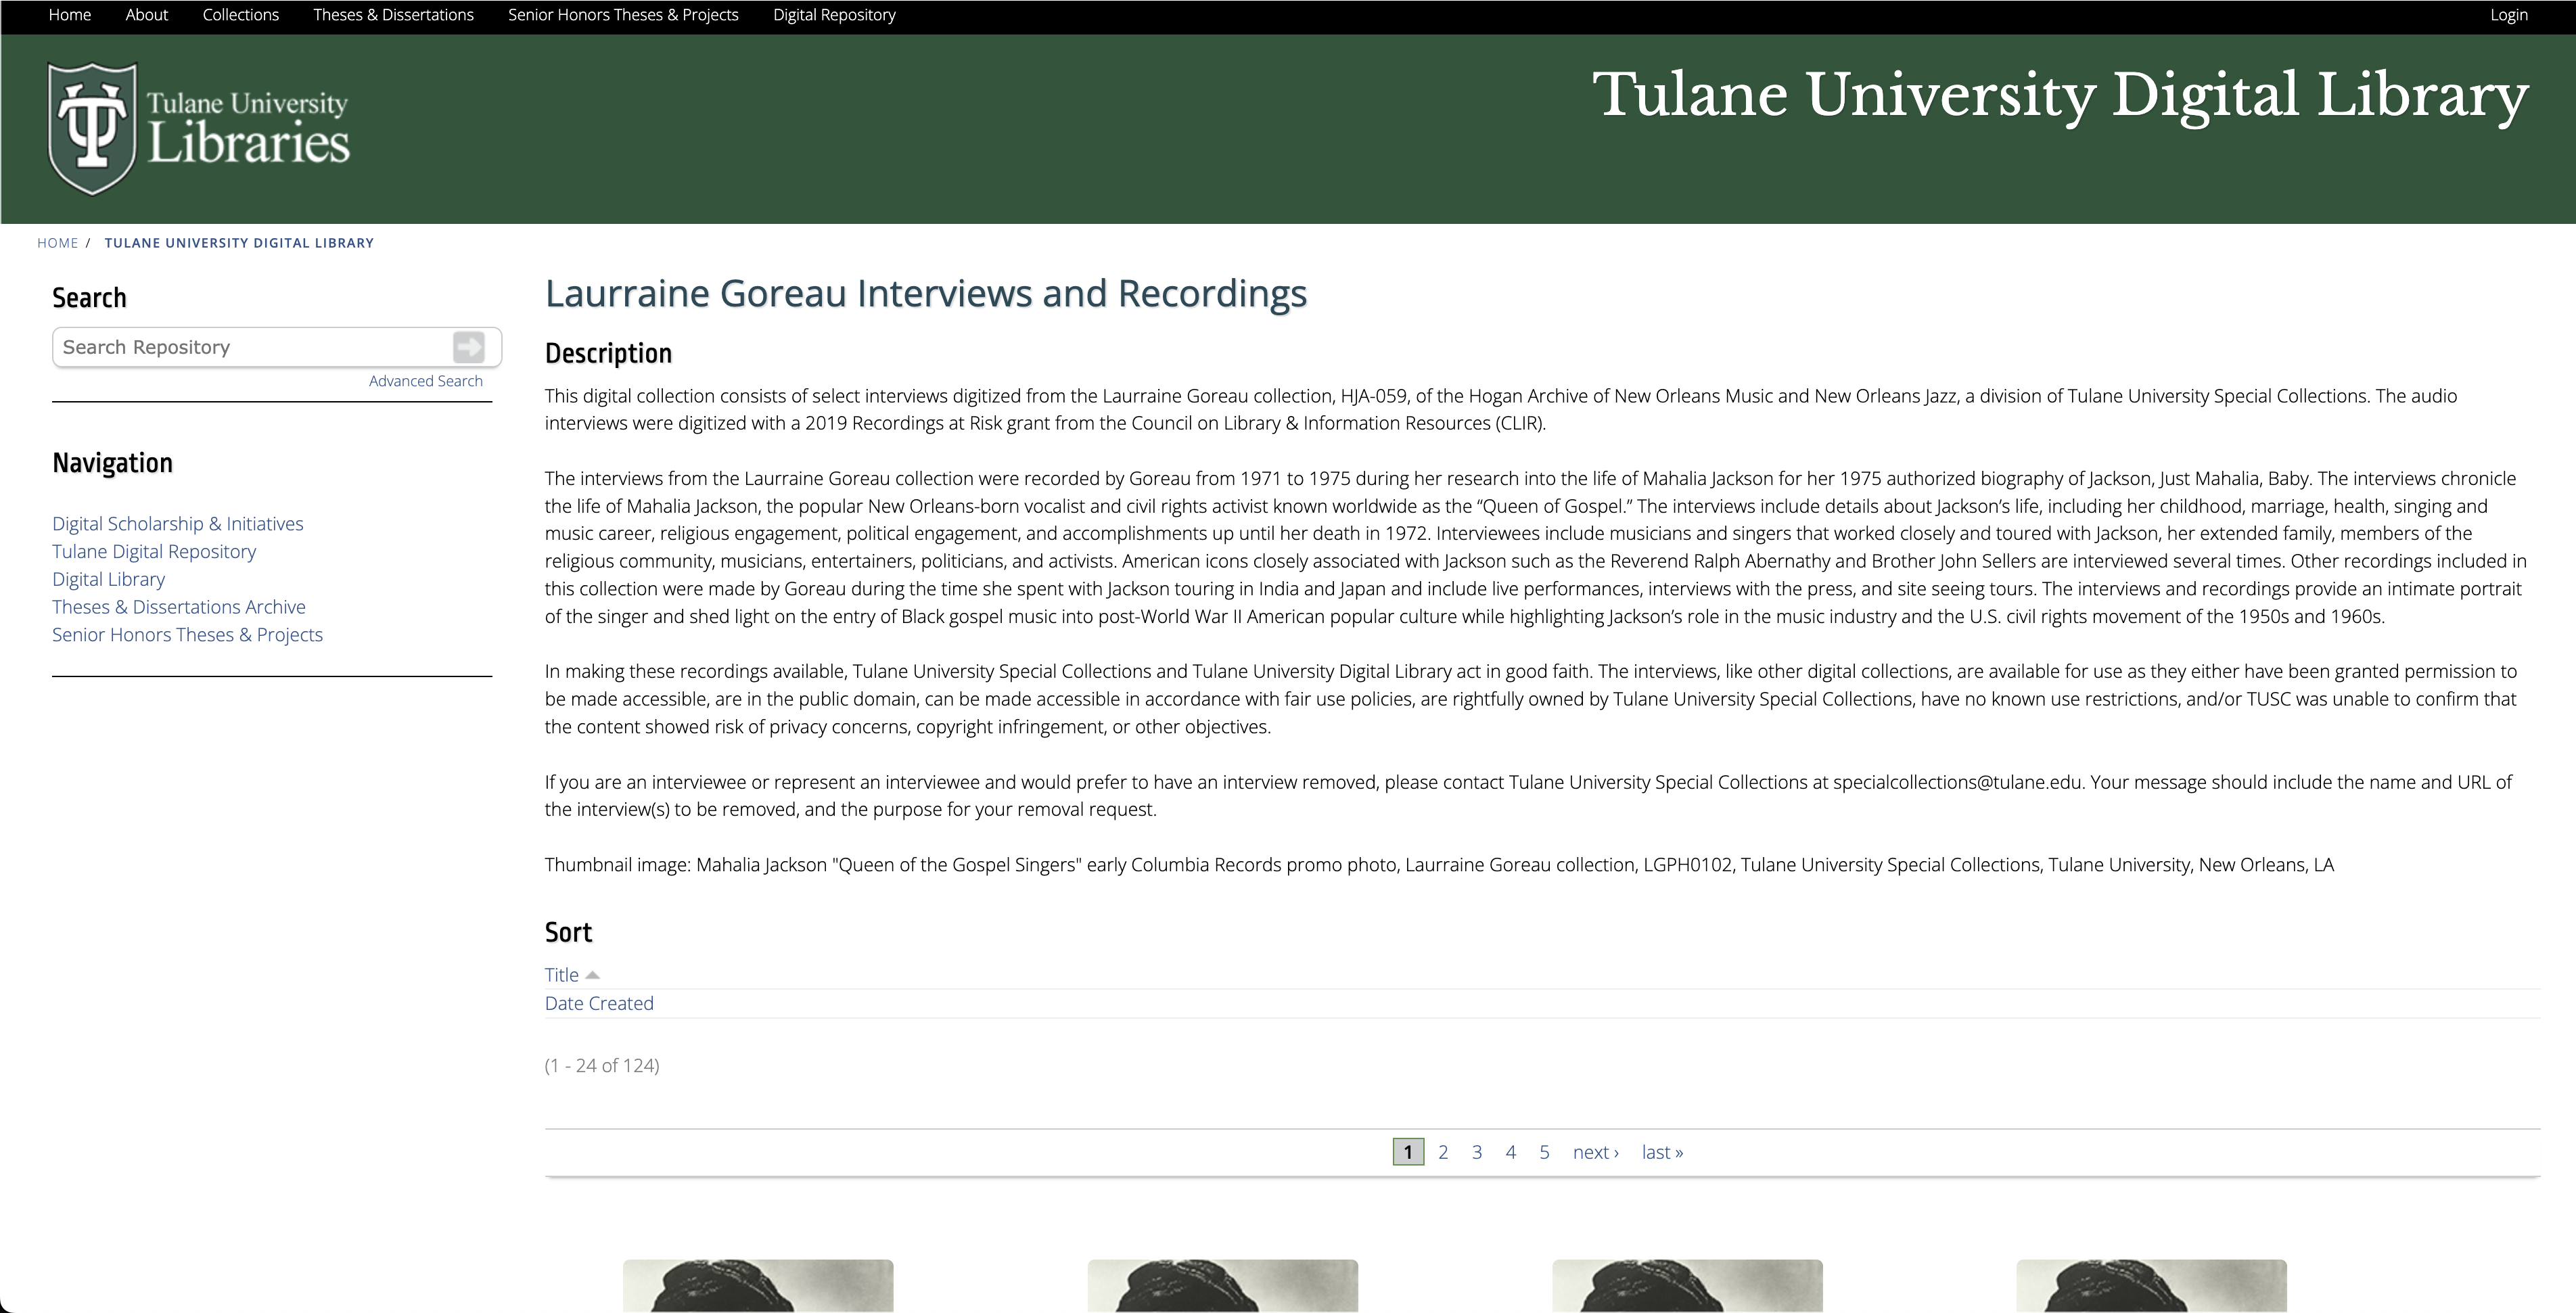 Home About Collections Theses & Dissertations Senior Honors Theses & Projects Digital Repository Login
Tulane University
Libraries
Tulane University Digital Library
HOME / TULANE UNIVERSITY DIGITAL LIBRARY
Search
Search Repository
Advanced Search
Navigation
Digital Scholarship & Initiatives
Tulane Digital Repository
Digital Library
Theses & Dissertations Archive
Senior Honors Theses & Projects
Laurraine Goreau Interviews and Recordings
Description
This digital collection consists of select interviews digitized from the Laurraine Goreau collection, HJA-059, of the Hogan Archive of New Orleans Music and New Orleans Jazz, a division of Tulane University Special Collections. The audio
interviews were digitized with a 2019 Recordings at Risk grant from the Council on Library & Information Resources (CLIR).
The interviews from the Laurraine Goreau collection were recorded by Goreau from 1971 to 1975 during her research into the life of Mahalia Jackson for her 1975 authorized biography of Jackson, Just Mahalia, Baby. The interviews chronicle
the life of Mahalia Jackson, the popular New Orleans-born vocalist and civil rights activist known worldwide as the “Queen of Gospel.” The interviews include details about Jackson’s life, including her childhood, marriage, health, singing and
music career, religious engagement, political engagement, and accomplishments up until her death in 1972. Interviewees include musicians and singers that worked closely and toured with Jackson, her extended family, members of the
religious community, musicians, entertainers, politicians, and activists. American icons closely associated with Jackson such as the Reverend Ralph Abernathy and Brother John Sellers are interviewed several times. Other recordings included in
this collection were made by Goreau during the time she spent with Jackson touring in India and Japan and include live performances, interviews with the press, and site seeing tours. The interviews and recordings provide an intimate portrait
of the singer and shed light on the entry of Black gospel music into post-World War II American popular culture while highlighting Jackson’s role in the music industry and the U.S. civil rights movement of the 1950s and 1960s.
In making these recordings available, Tulane University Special Collections and Tulane University Digital Library act in good faith. The interviews, like other digital collections, are available for use as they either have been granted permission to
be made accessible, are in the public domain, can be made accessible in accordance with fair use policies, are rightfully owned by Tulane University Special Collections, have no known use restrictions, and/or TUSC was unable to confirm that
the content showed risk of privacy concerns, copyright infringement, or other objectives.
If you are an interviewee or represent an interviewee and would prefer to have an interview removed, please contact Tulane University Special Collections at specialcollections@tulane.edu. Your message should include the name and URL of
the interview(s) to be removed, and the purpose for your removal request.
Thumbnail image: Mahalia Jackson "Queen of the Gospel Singers" early Columbia Records promo photo, Laurraine Goreau collection, LGPH0102, Tulane University Special Collections, Tulane University, New Orleans, LA
Sort
Title
Date Created
(1 - 24 of 124)
1 2 3 4 5 next › last »